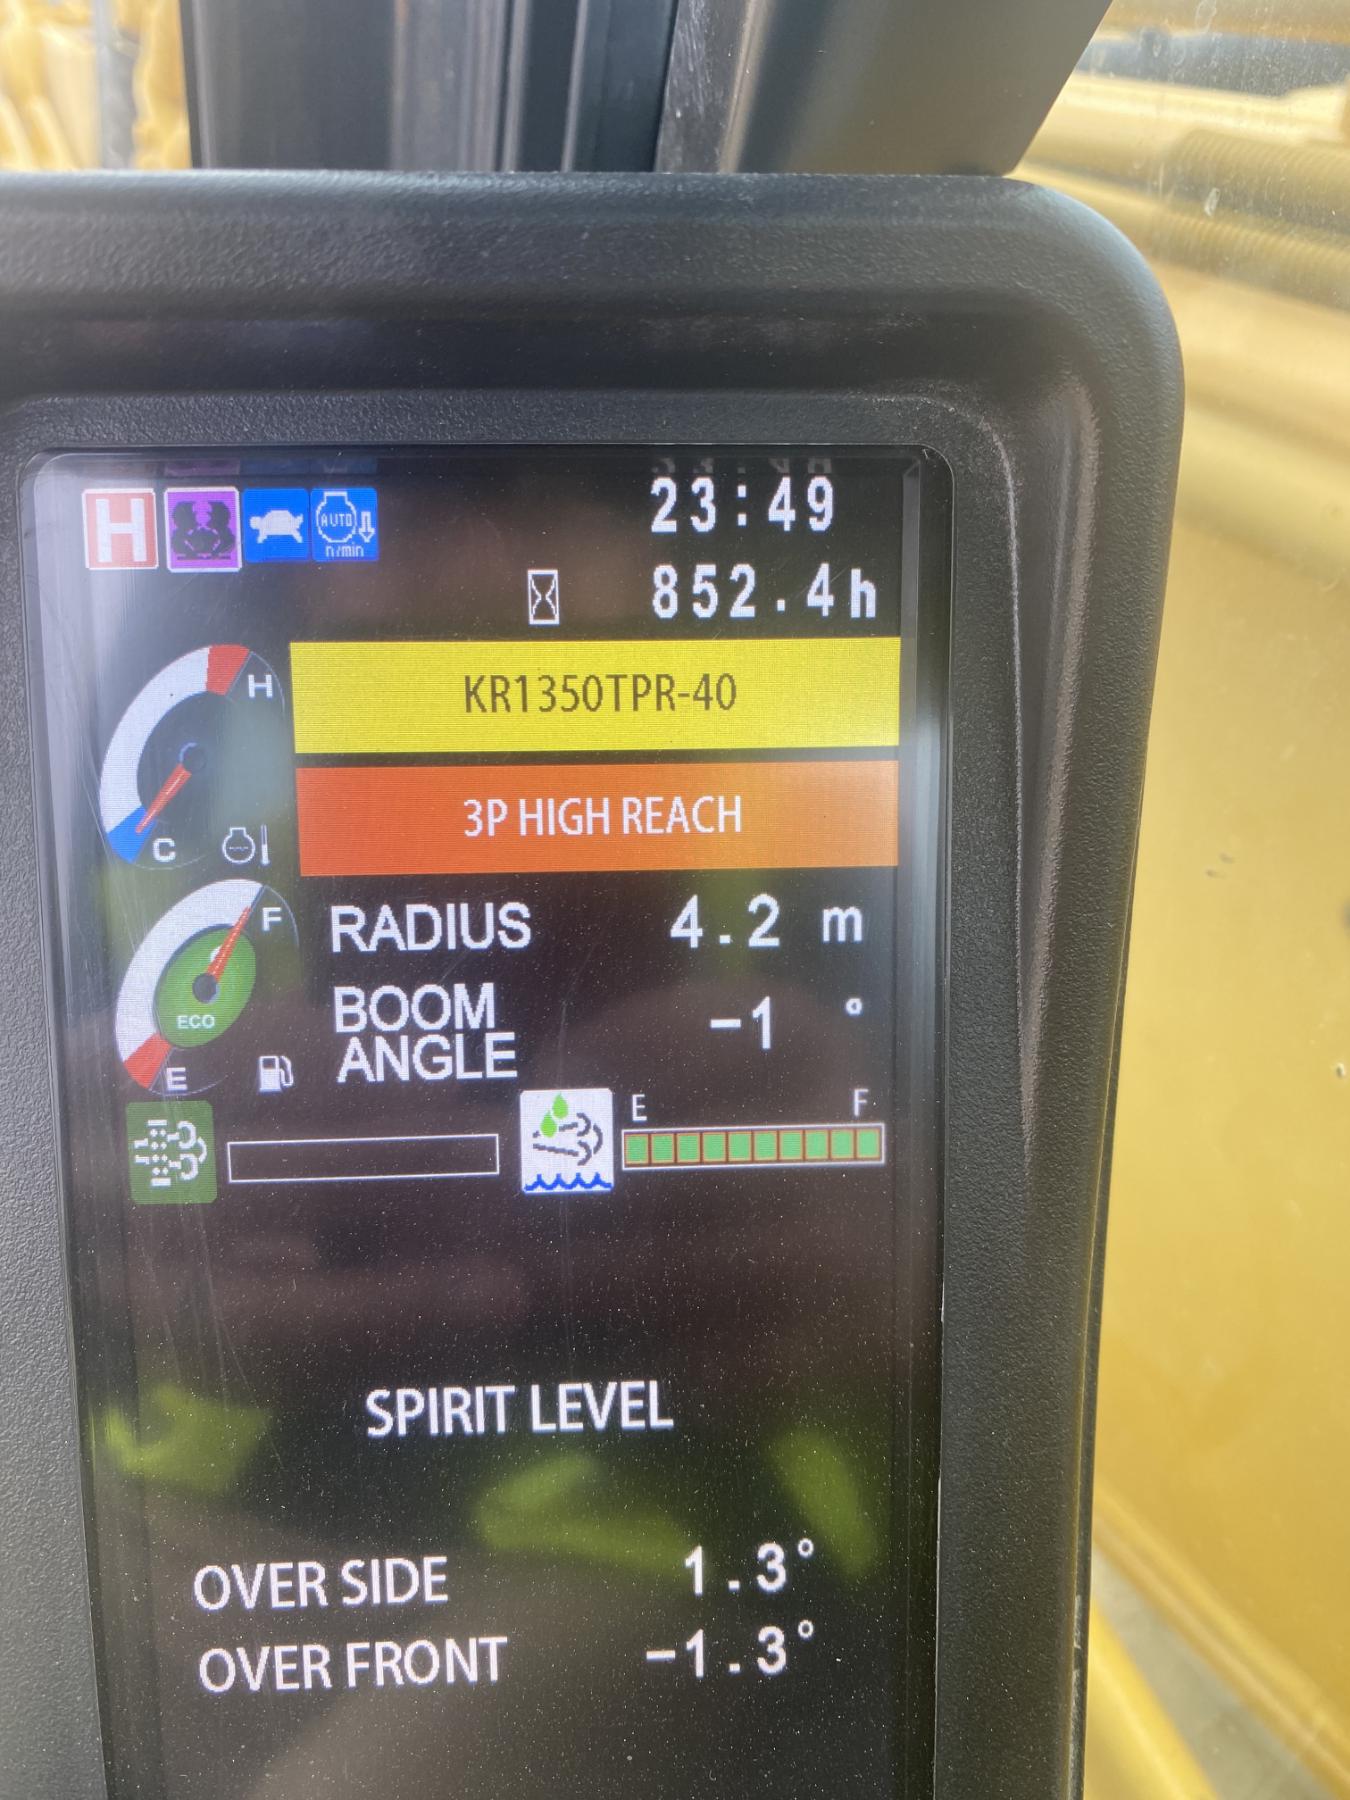 H
AUTO
n/min
23:49
852.4h
H
KR1350TPR-40
3P HIGH REACH
C
F
RADIUS 4.2 m
ECO
BOOM
ANGLE -1 °
E
E F
SPIRIT LEVEL
OVER SIDE 1.3°
OVER FRONT -1.3°